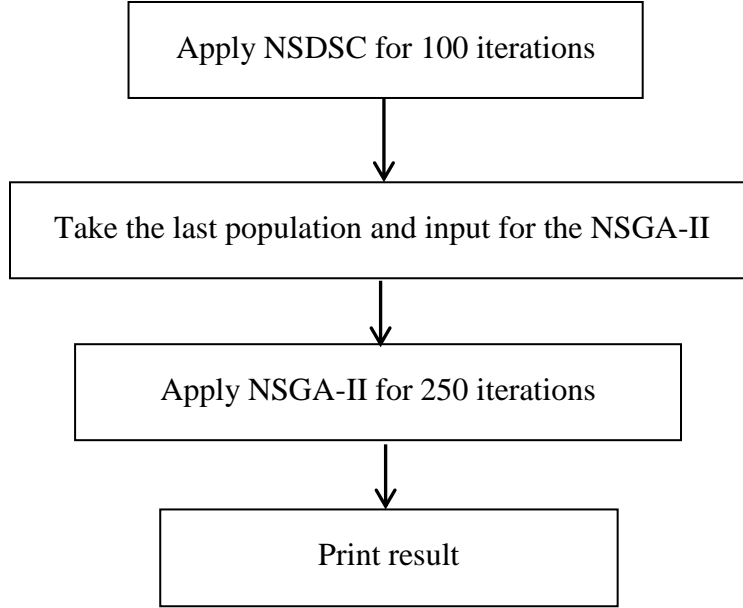 Apply NSDSC for 100 iterations
Take the last population and input for the NSGA-II
Apply NSGA-II for 250 iterations
Print result